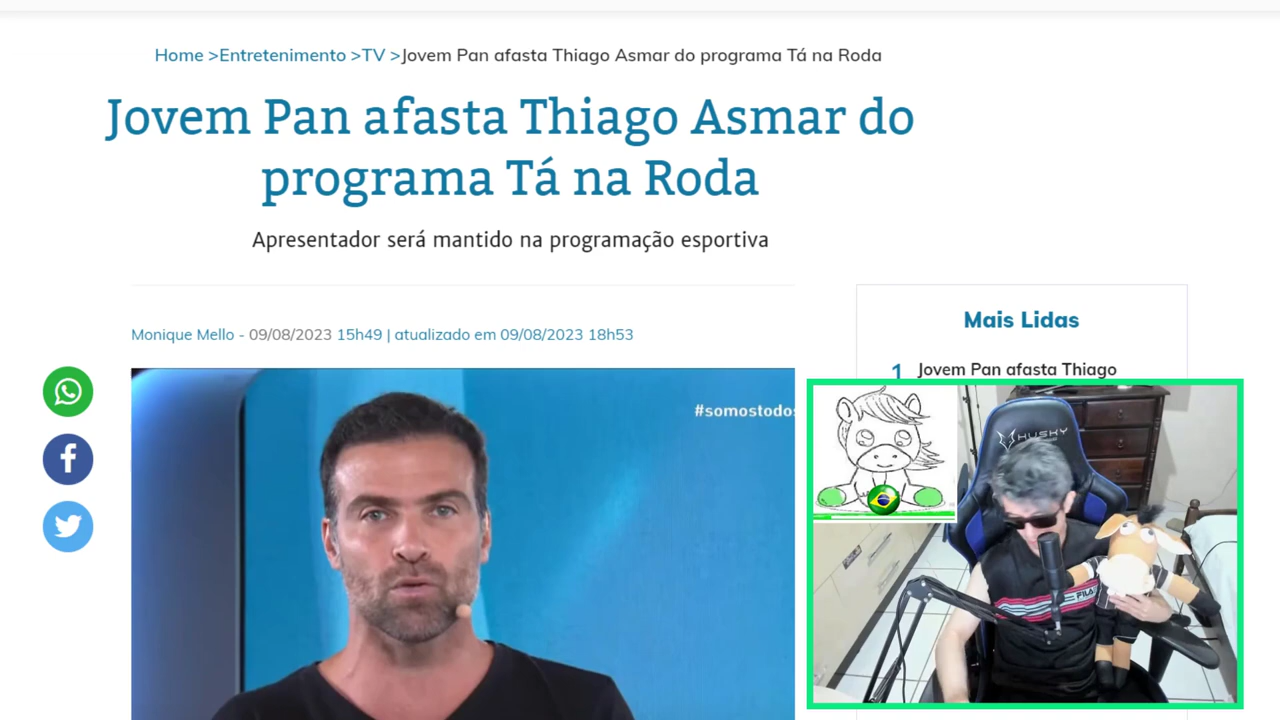 Home >Entretenimento >TV >Jovem Pan afasta Thiago Asmar do programa Tá na Roda
Jovem Pan afasta Thiago Asmar do
programa Tá na Roda
Apresentador será mantido na programação esportiva
Monique Mello - 09/08/2023 15h49 | atualizado em 09/08/2023 18h53
Mais Lidas
1 Jovem Pan afasta Thiago
#somostodos
HUSKY
FILA